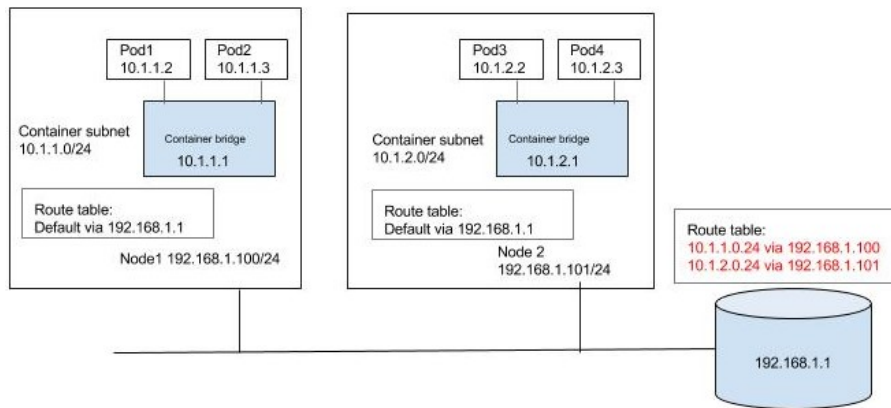 Pod1
10.1.1.2
Pod2
10.1.1.3
Container subnet
10.1.1.0/24
Container bridge
10.1.1.1
Route table:
Default via 192.168.1.1
Node1 192.168.1.100/24
Pod3
10.1.2.2
Pod4
10.1.2.3
Container subnet
10.1.2.0/24
Container bridge
10.1.2.1
Route table:
Default via 192.168.1.1
Node 2
192.168.1.101/24
Route table:
10.1.1.0.24 via 192.168.1.100
10.1.2.0.24 via 192.168.1.101
192.168.1.1